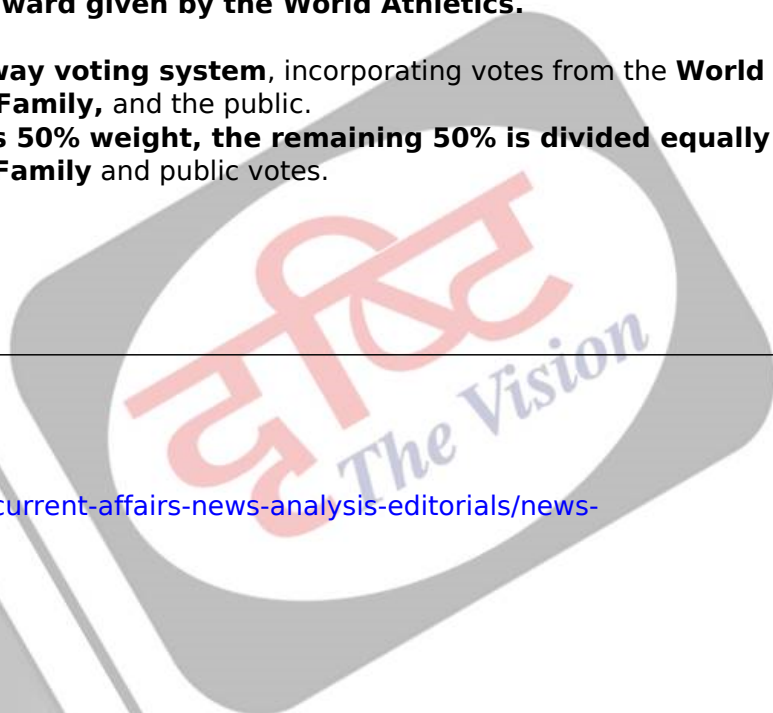 ward given by the World Athletics.
way voting system, incorporating votes from the World
Family, and the public.
s 50% weight, the remaining 50% is divided equally
Family and public votes.
दृष्टि
The Vision
current-affairs-news-analysis-editorials/news-